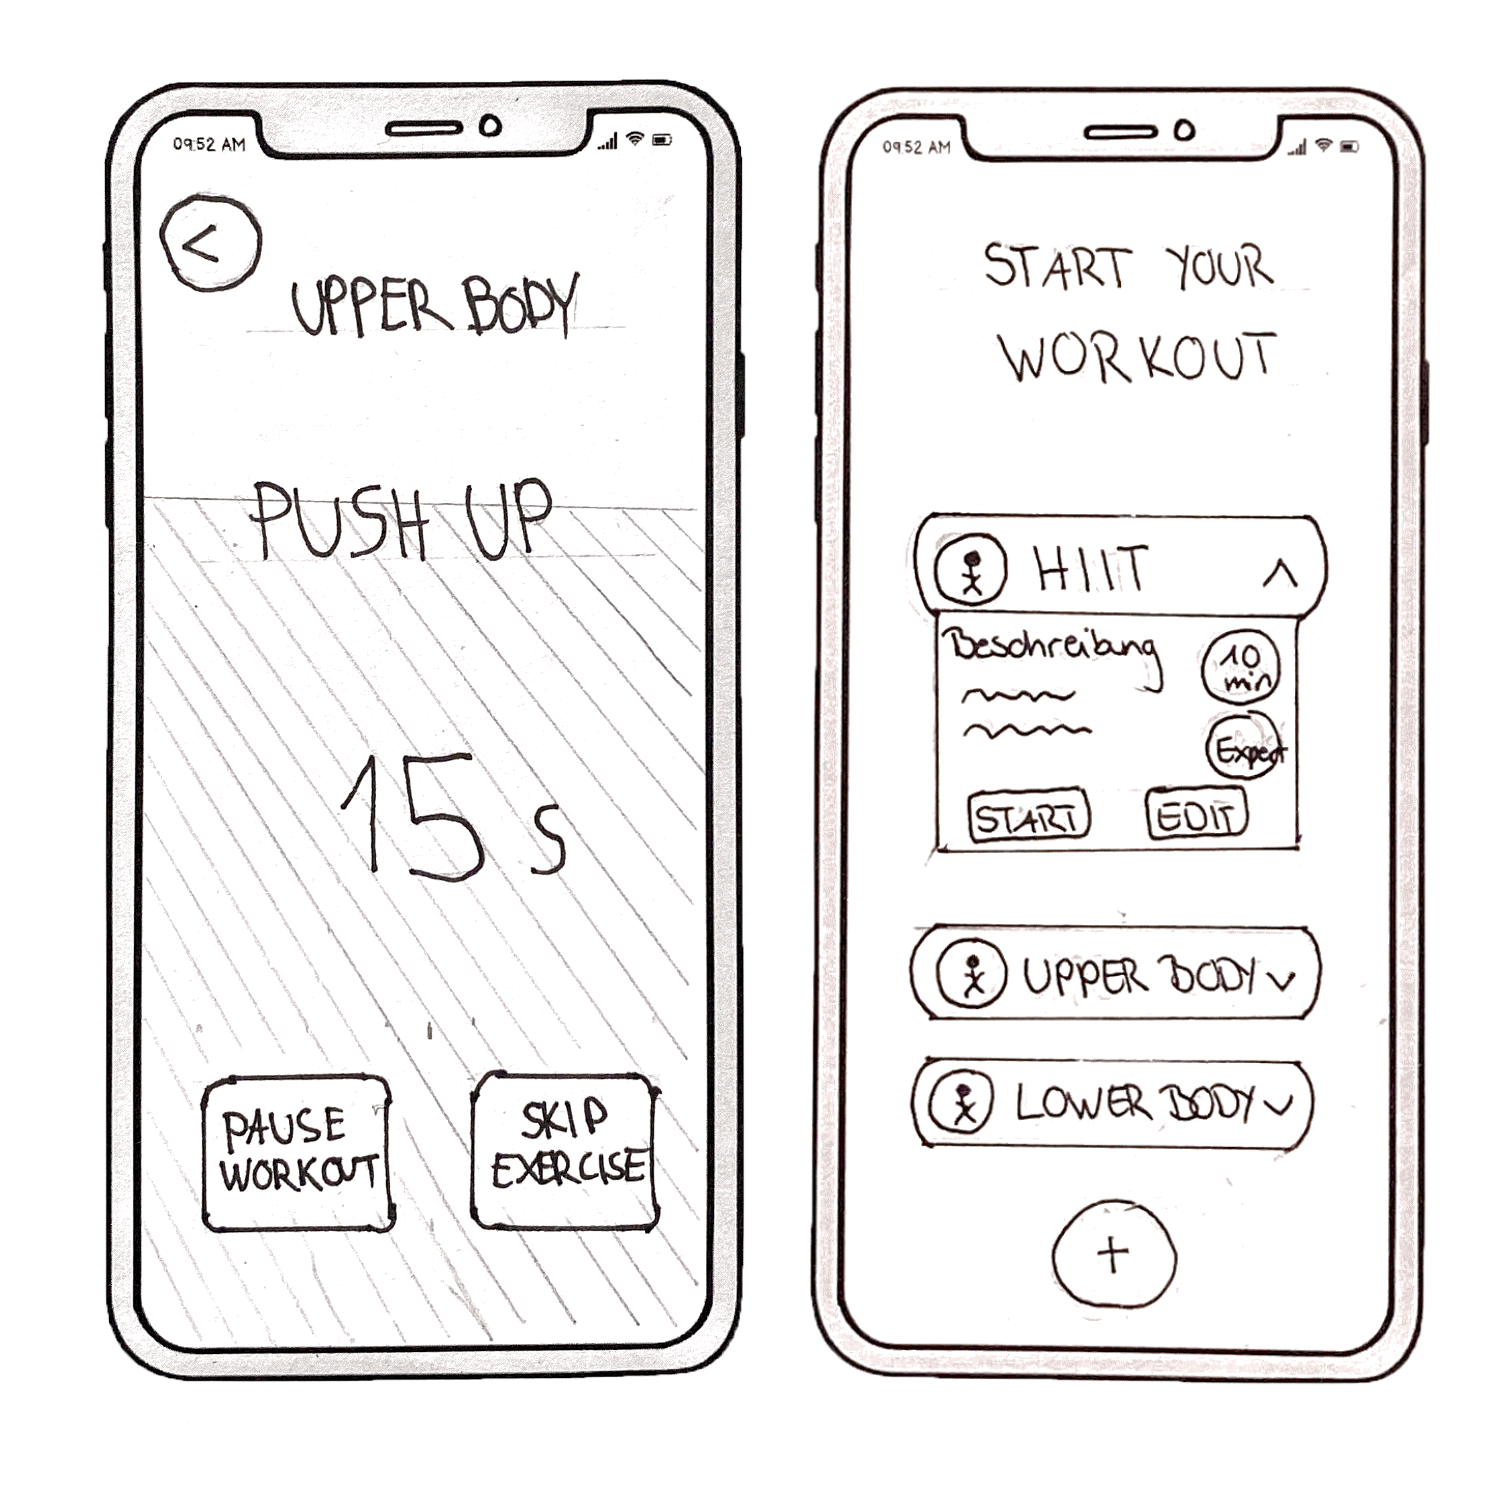 09:52 AM
<
UPPER BODY
PUSH UP
15 s
PAUSE
WORKOUT
SKIP
EXERCISE
09:52 AM
START YOUR
WORKOUT
HIIT
Beschreibung
10
min
Expert
START
EDIT
UPPER BODY
LOWER BODY
+